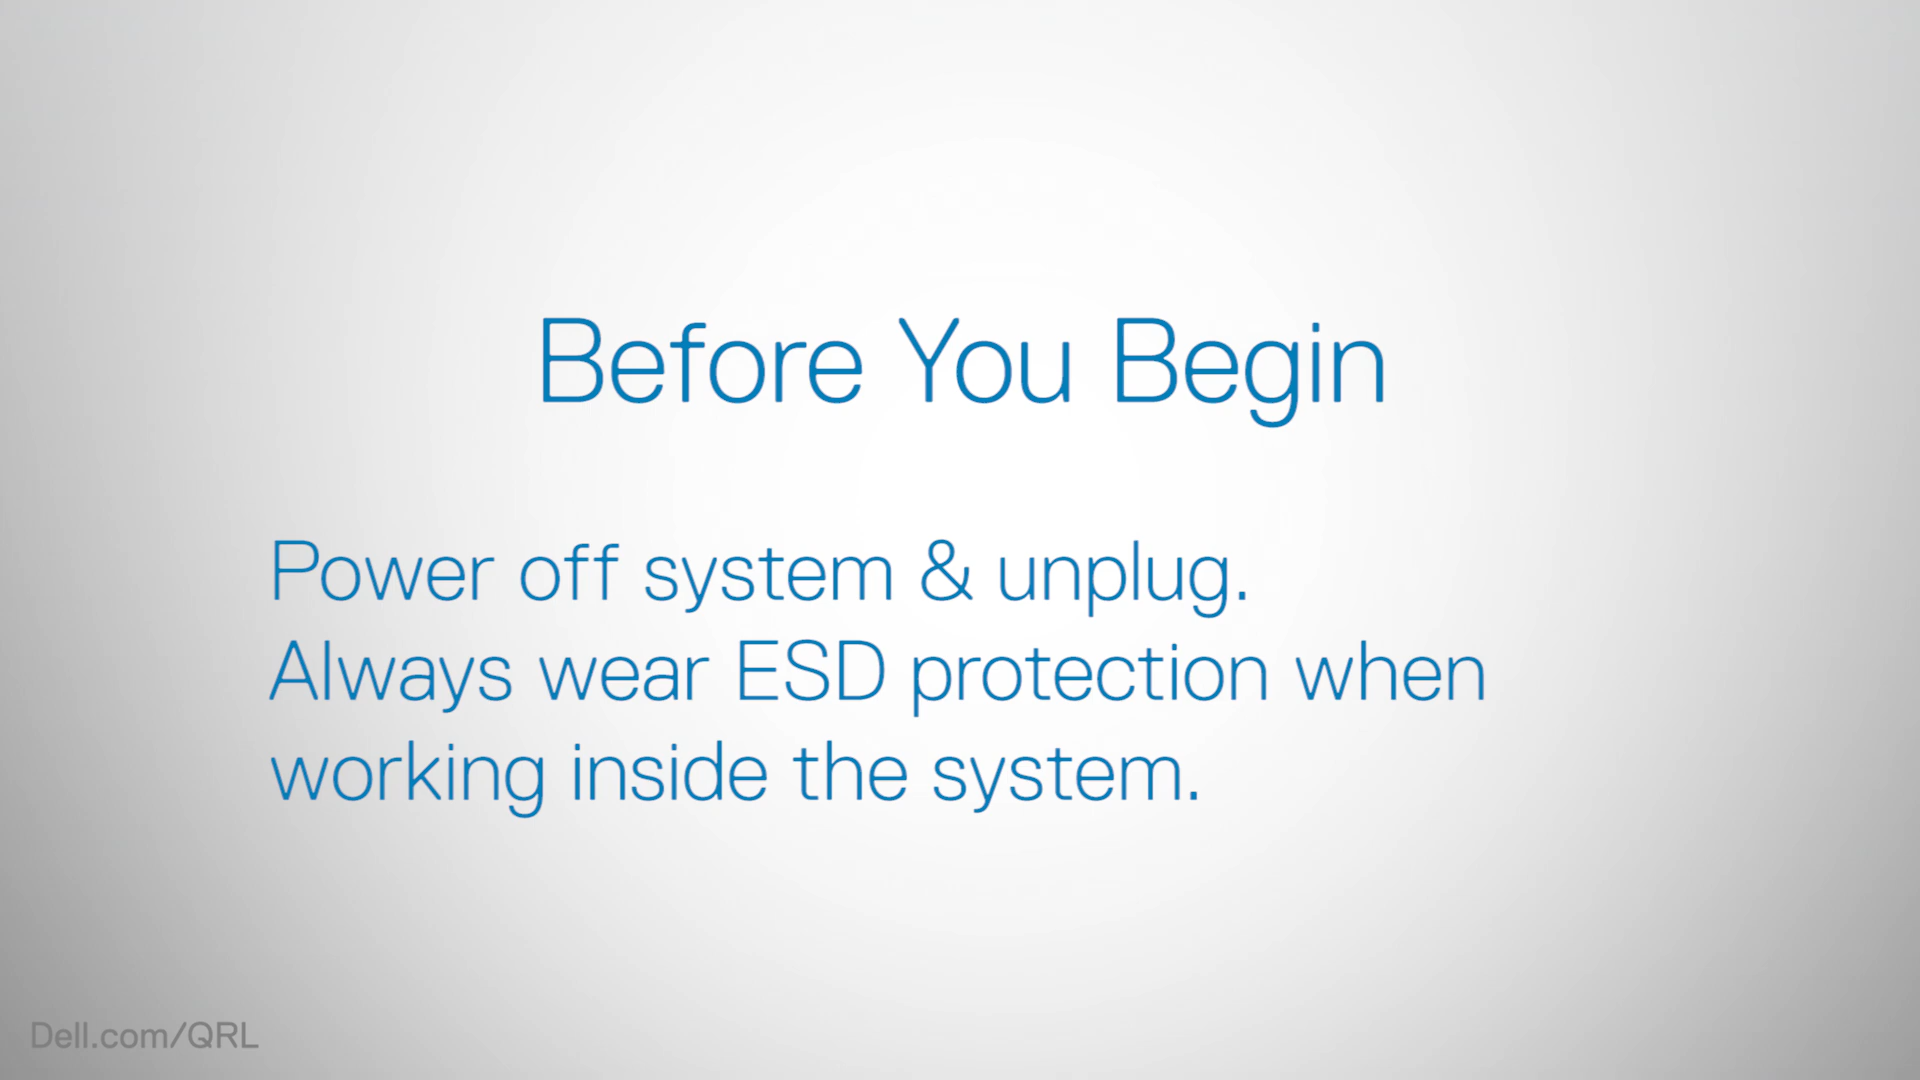 Before You Begin
Power off system & unplug.
Always wear ESD protection when
working inside the system.
Dell.com/QRL